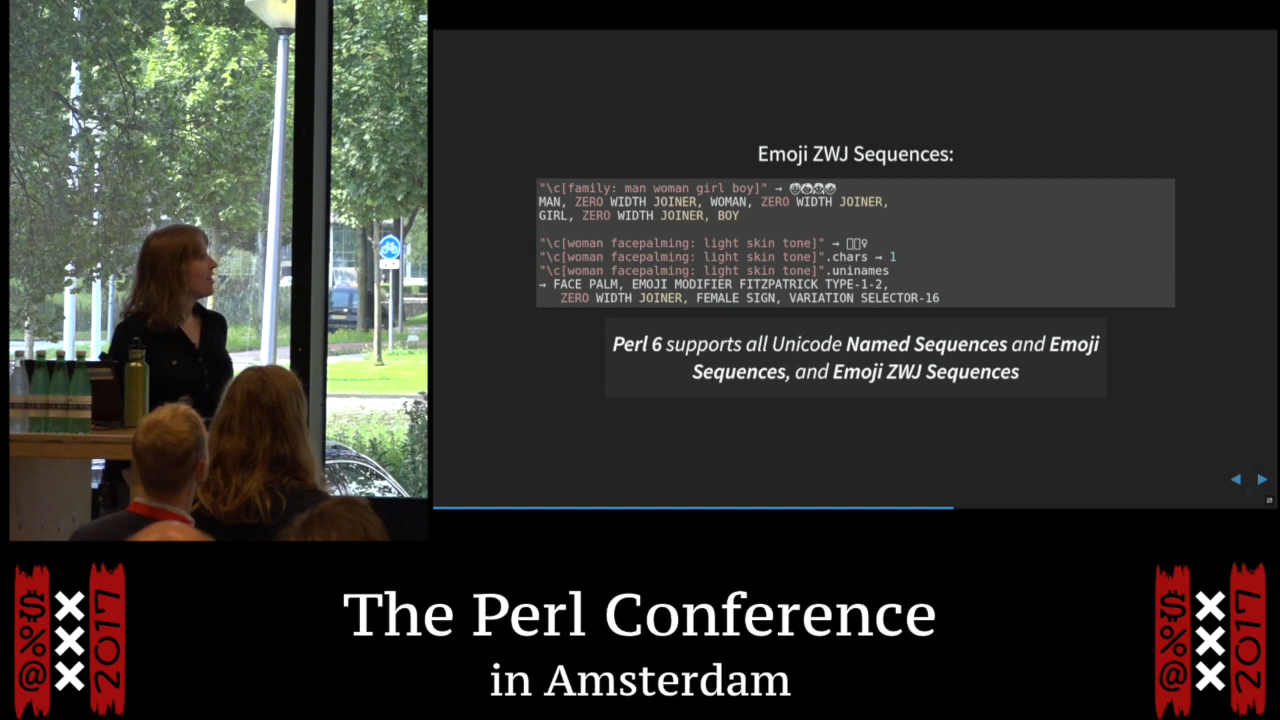 Emoji ZWJ Sequences:
"\c[family: man woman girl boy]" → 👨‍👩‍👧‍👦
MAN, ZERO WIDTH JOINER, WOMAN, ZERO WIDTH JOINER,
GIRL, ZERO WIDTH JOINER, BOY
"\c[woman facepalming: light skin tone]" → ▯▯♀
"\c[woman facepalming: light skin tone]".chars → 1
"\c[woman facepalming: light skin tone]".uninames
→ FACE PALM, EMOJI MODIFIER FITZPATRICK TYPE-1-2,
ZERO WIDTH JOINER, FEMALE SIGN, VARIATION SELECTOR-16
Perl 6 supports all Unicode Named Sequences and Emoji
Sequences, and Emoji ZWJ Sequences
$%@
XXX
2017
The Perl Conference
in Amsterdam
$%@
XXX
2017